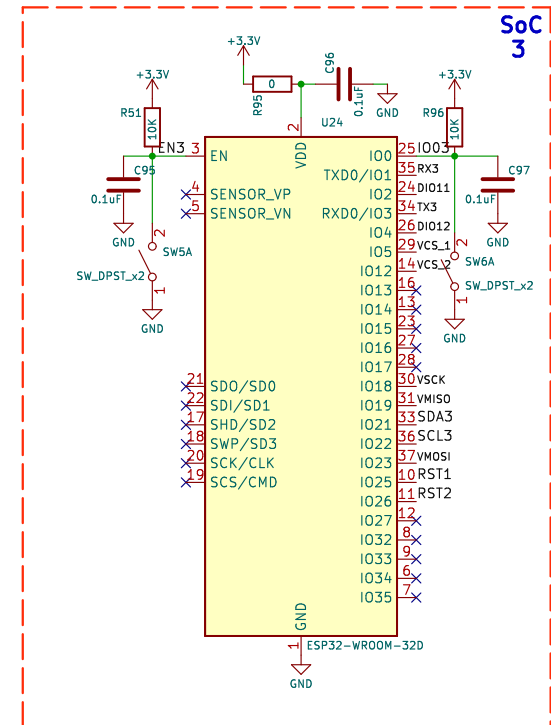 SoC
3
+3.3V
C96
+3.3V
+3.3V
R95
0
0.1uF
GND
R51
10K
R96
10K
U24
EN3
3
EN
2
VDD
IO0
25
IO03
C95
0.1uF
GND
C97
0.1uF
GND
TXD0/IO1
35
RX3
4
SENSOR_VP
IO2
24
DIO11
5
SENSOR_VN
RXD0/IO3
34
TX3
IO4
26
DIO12
2
SW5A
SW_DPST_x2
1
GND
IO5
29
VCS_1
IO12
14
VCS_2
2
SW6A
SW_DPST_x2
1
GND
IO13
16
IO14
13
IO15
23
IO16
27
IO17
28
21
SDO/SD0
IO18
30
VSCK
22
SDI/SD1
IO19
31
VMISO
17
SHD/SD2
IO21
33
SDA3
18
SWP/SD3
IO22
36
SCL3
20
SCK/CLK
IO23
37
VMOSI
19
SCS/CMD
IO25
10
RST1
IO26
11
RST2
IO27
12
IO32
8
IO33
9
IO34
6
IO35
7
GND
1
ESP32-WROOM-32D
GND